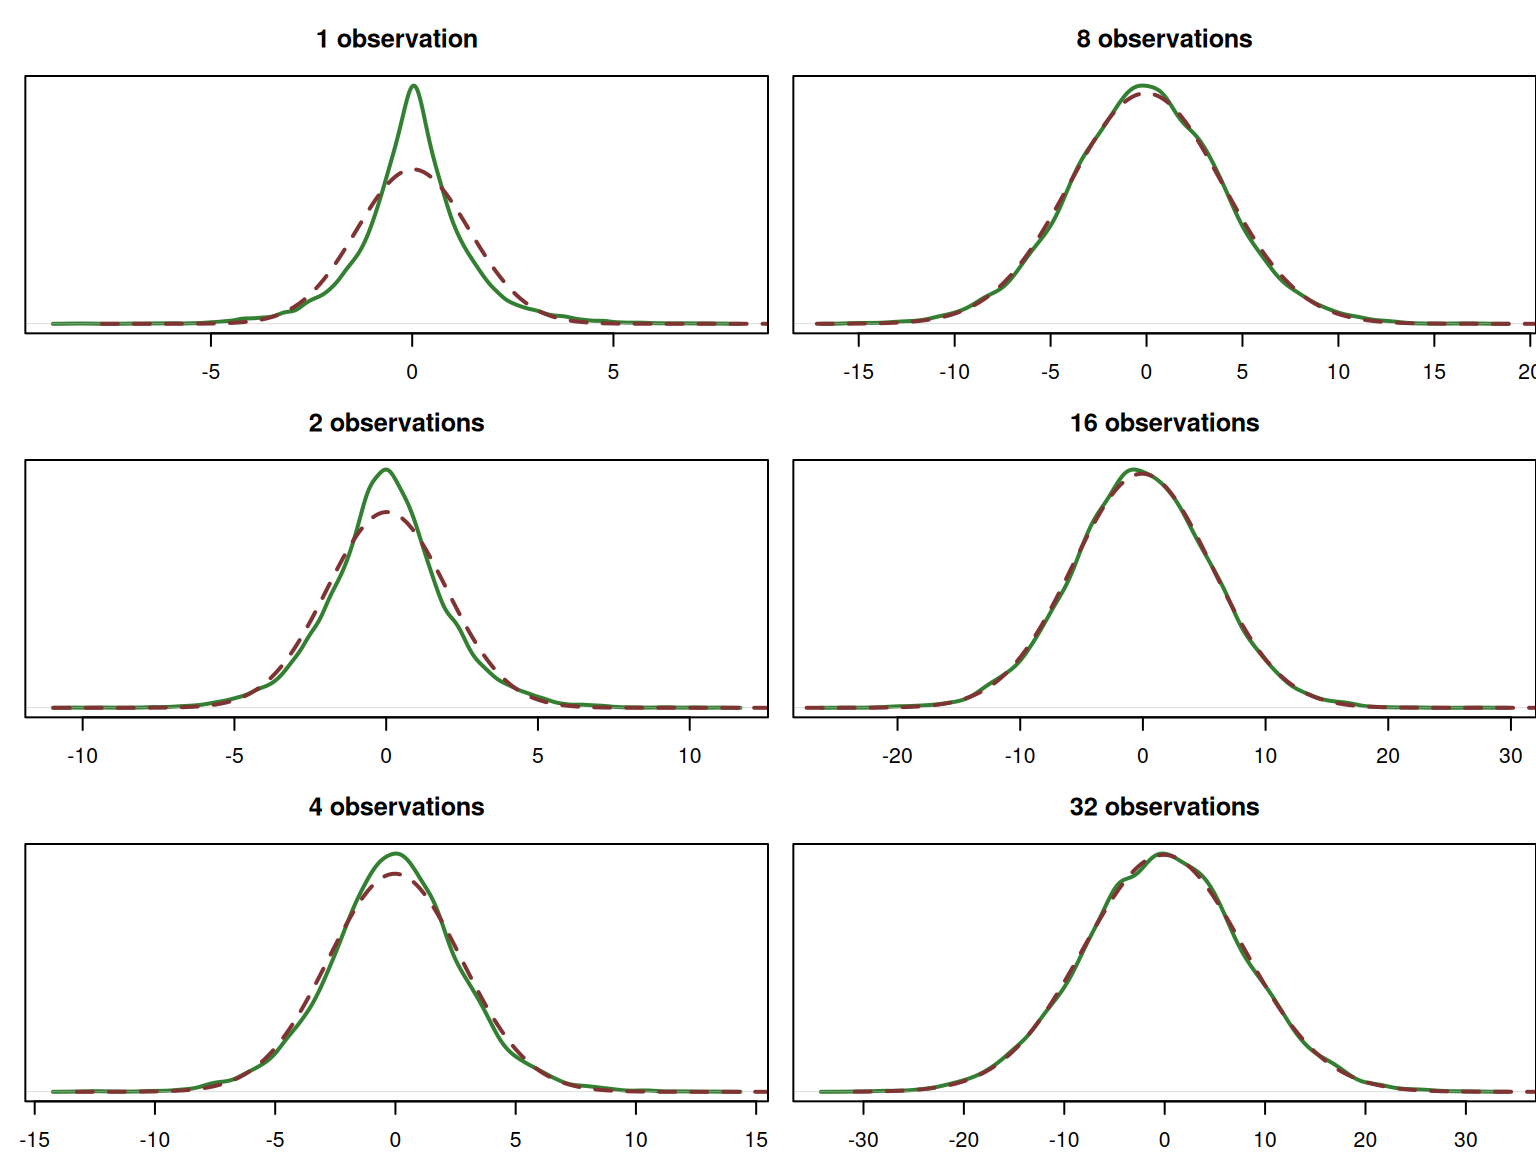 1 observation
-5 0 5
8 observations
-15 -10 -5 0 5 10 15
2 observations
-10 -5 0 5 10
16 observations
-20 -10 0 10 20 30
4 observations
-15 -10 -5 0 5 10 15
32 observations
-30 -20 -10 0 10 20 30